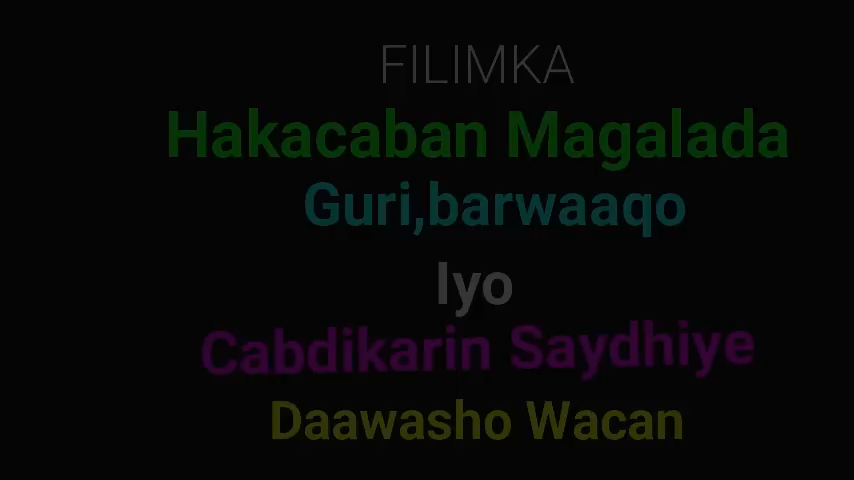 FILIMKA
Hakacaban Magalada
Guri,barwaaqo
Iyo
Cabdikarin Saydhiye
Daawasho Wacan